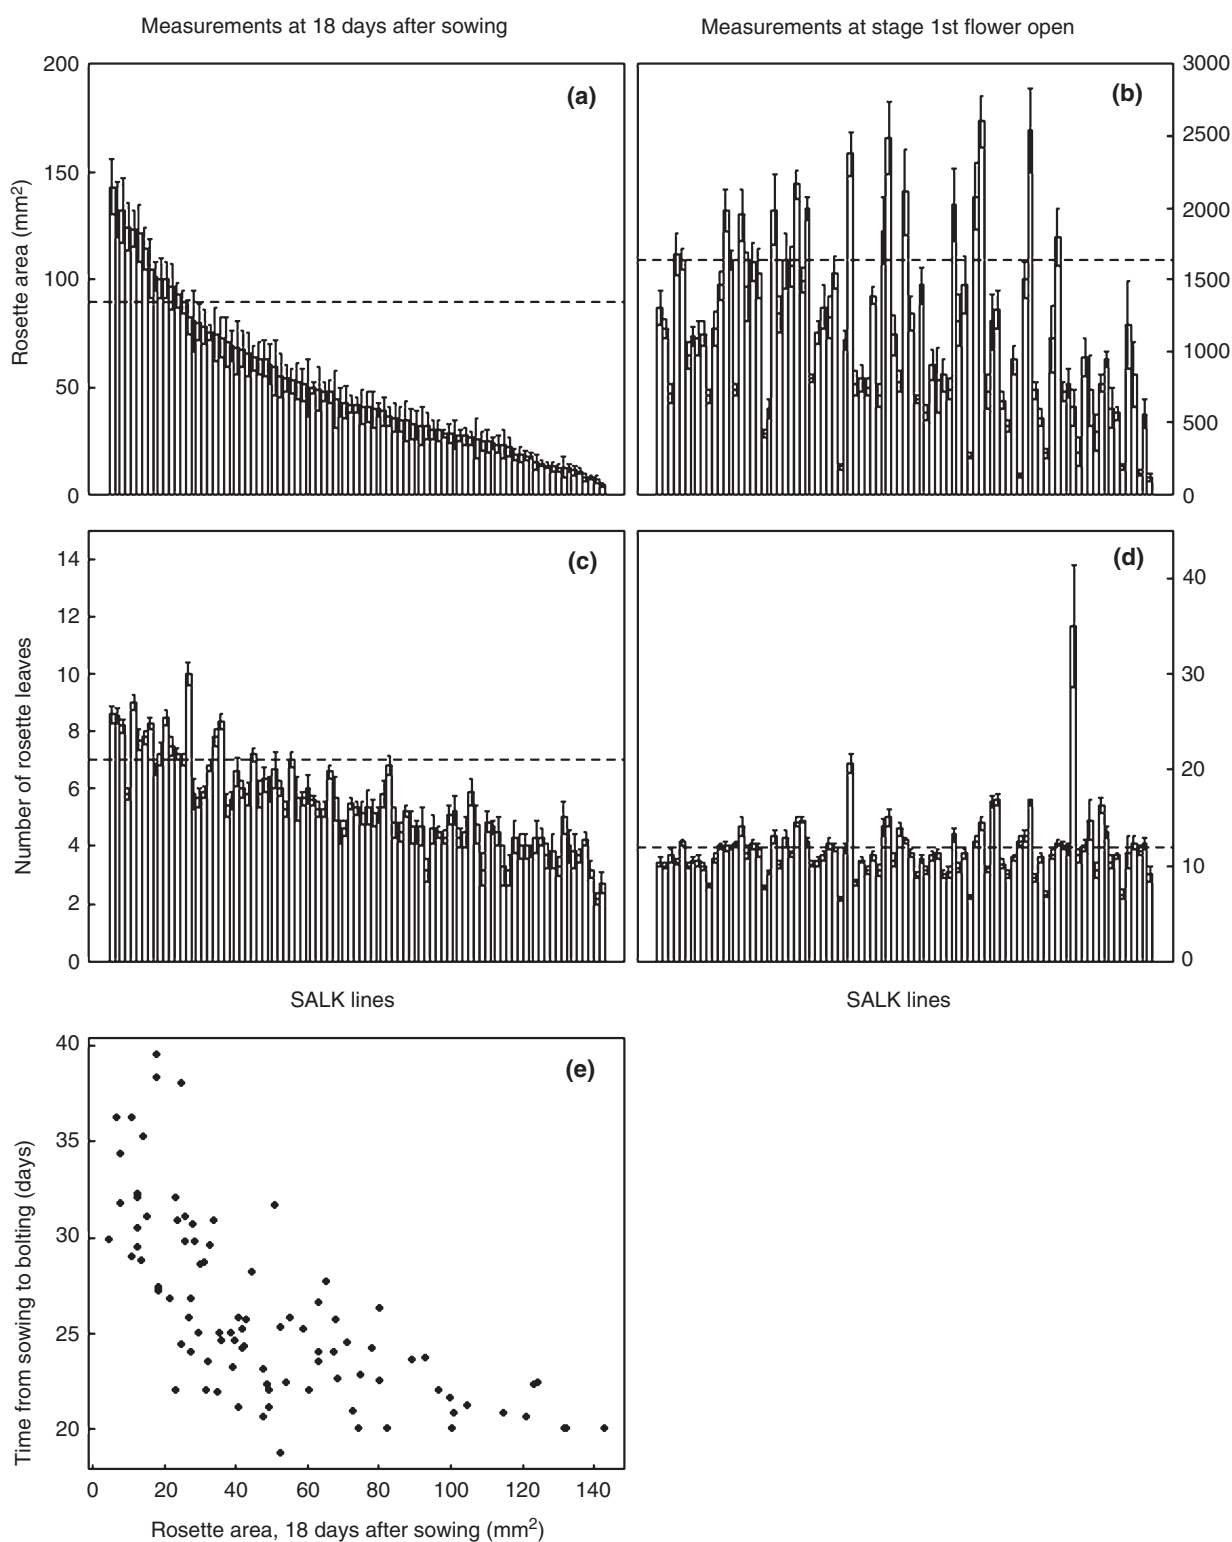 Measurements at 18 days after sowing
Measurements at stage 1st flower open
Rosette area (mm²)
200
150
100
50
0
(a)
(b)
3000
2500
2000
1500
1000
500
0
Number of rosette leaves
14
12
10
8
6
4
2
0
(c)
(d)
40
30
20
10
0
SALK lines
SALK lines
Time from sowing to bolting (days)
40
35
30
25
20
(e)
0 20 40 60 80 100 120 140
Rosette area, 18 days after sowing (mm²)